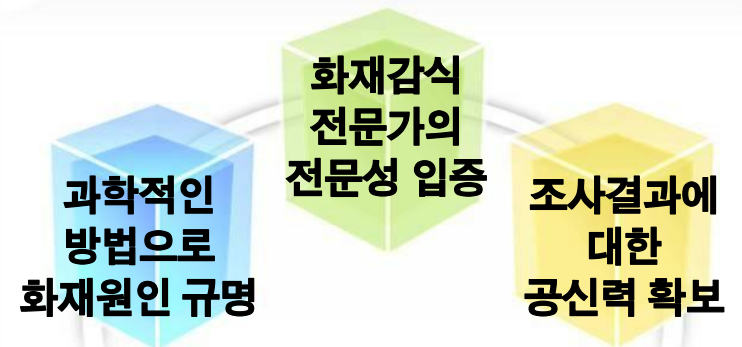 화재감식
전문가의
전문성 입증
과학적인
방법으로
화재원인 규명
조사결과에
대한
공신력 확보